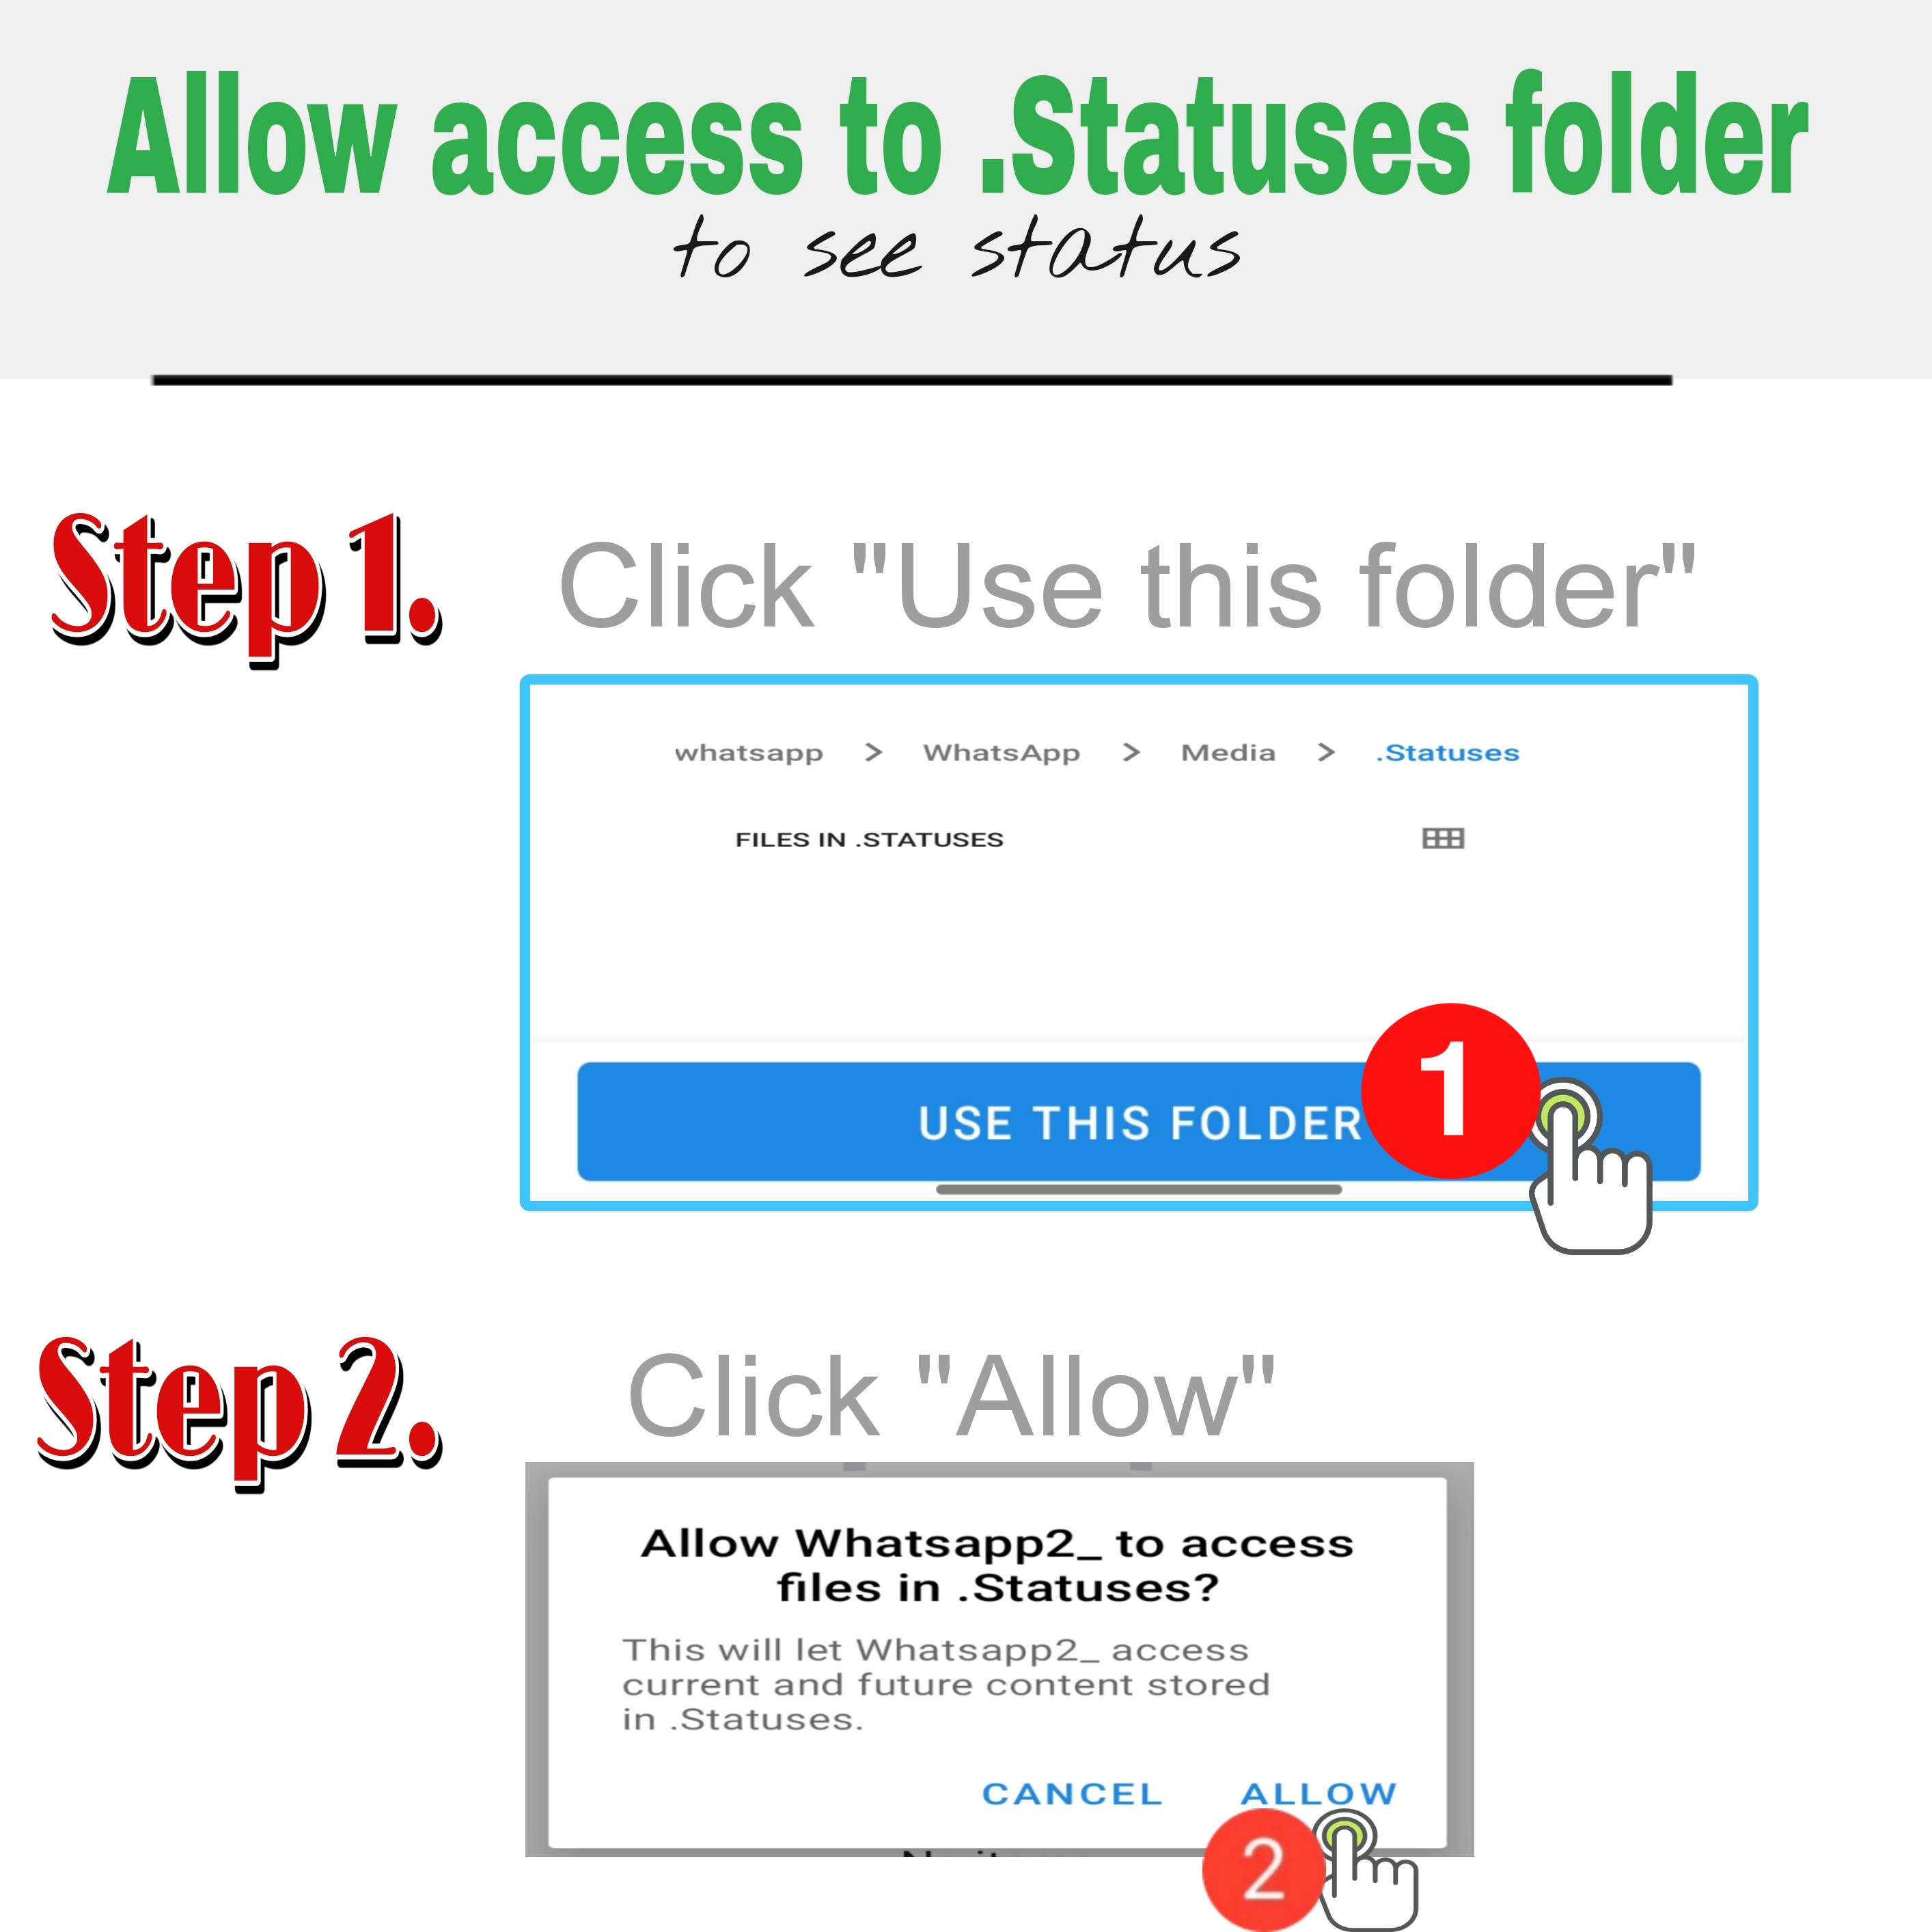 Allow access to .Statuses folder
to see status
Step 1.
Click "Use this folder"
whatsapp > WhatsApp > Media > .Statuses
FILES IN .STATUSES
USE THIS FOLDER
1
Step 2.
Click "Allow"
Allow Whatsapp2_ to access
files in .Statuses?
This will let Whatsapp2_ access
current and future content stored
in .Statuses.
CANCEL ALLOW
2